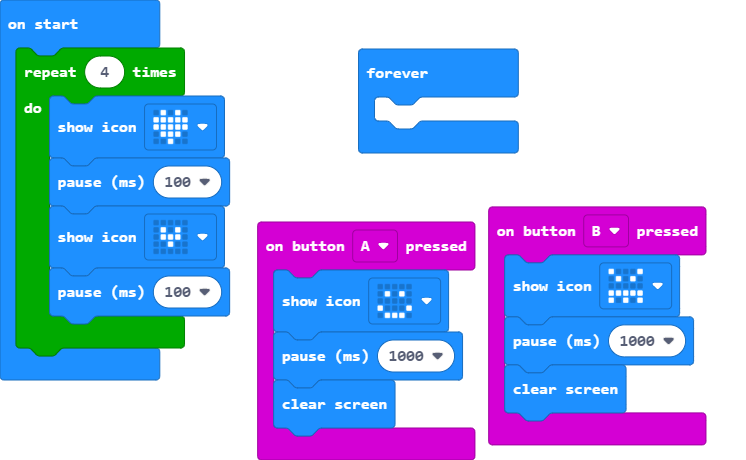 on start
repeat 4 times
do
show icon
pause (ms) 100
show icon
pause (ms) 100
forever
on button A pressed
show icon
pause (ms) 1000
clear screen
on button B pressed
show icon
pause (ms) 1000
clear screen